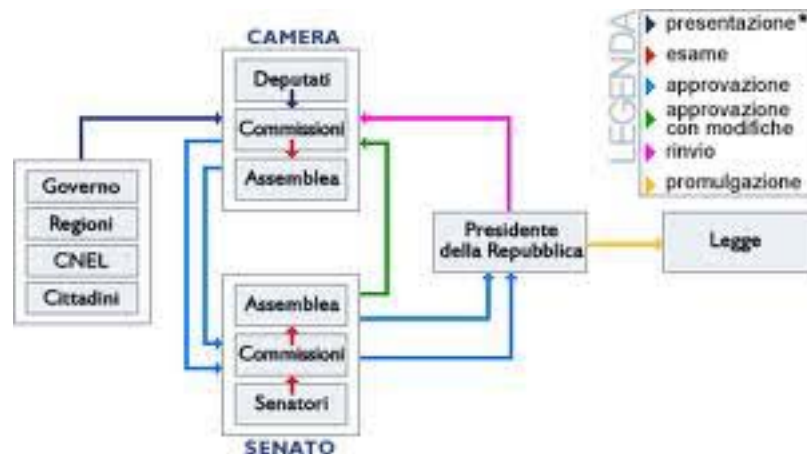 CAMERA
Deputati
Commissioni
Assemblea
Governo
Regioni
CNEL
Cittadini
Assemblea
Commissioni
Senatori
SENATO
Presidente
della Repubblica
Legge
LEGENDA
presentazione*
esame
approvazione
approvazione
con modifiche
rinvio
promulgazione